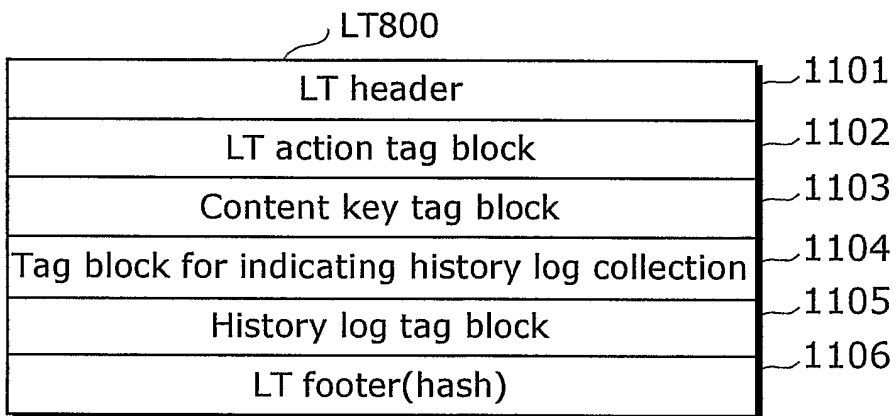 LT800
LT header 1101
LT action tag block 1102
Content key tag block 1103
Tag block for indicating history log collection 1104
History log tag block 1105
LT footer(hash) 1106